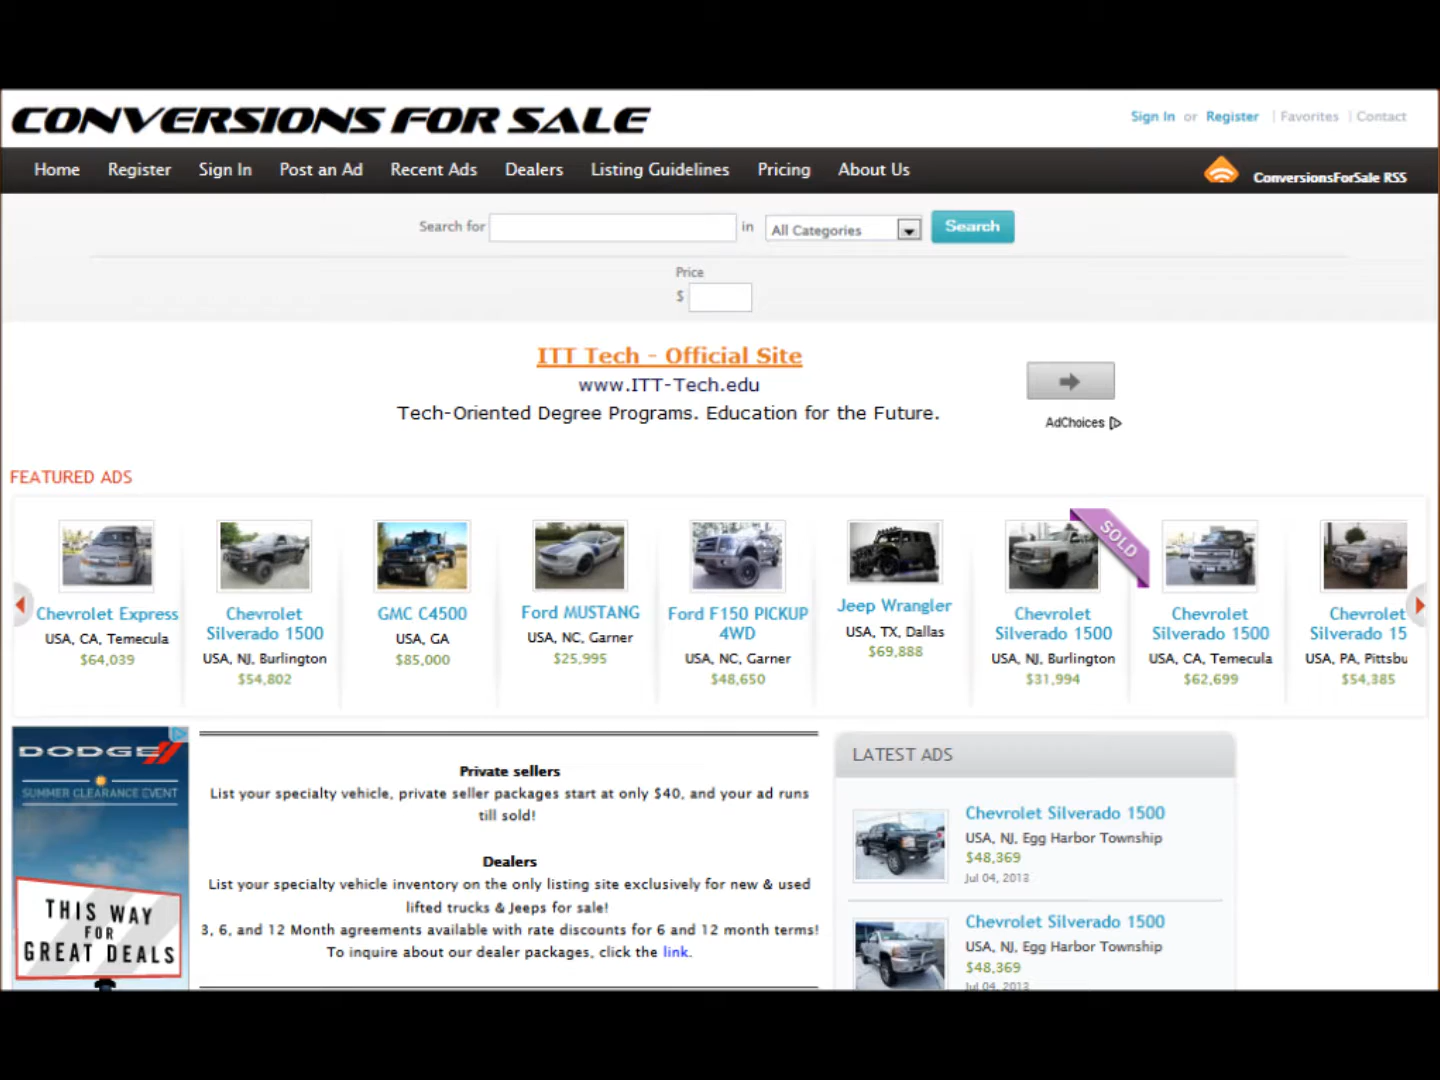 CONVERSIONS FOR SALE
Sign In or Register | Favorites | Contact
Home Register Sign In Post an Ad Recent Ads Dealers Listing Guidelines Pricing About Us
ConversionsForSale RSS
Search for in All Categories Search
Price
$
ITT Tech - Official Site
www.ITT-Tech.edu
Tech-Oriented Degree Programs. Education for the Future.
AdChoices
FEATURED ADS
Chevrolet Express
USA, CA, Temecula
$64,039
Chevrolet
Silverado 1500
USA, NJ, Burlington
$54,802
GMC C4500
USA, GA
$85,000
Ford MUSTANG
USA, NC, Garner
$25,995
Ford F150 PICKUP
4WD
USA, NC, Garner
$48,650
Jeep Wrangler
USA, TX, Dallas
$69,888
SOLD
Chevrolet
Silverado 1500
USA, NJ, Burlington
$31,994
Chevrolet
Silverado 1500
USA, CA, Temecula
$62,699
Chevrolet
Silverado 15
USA, PA, Pittsbu
$54,385
DODGE
SUMMER CLEARANCE EVENT
THIS WAY
FOR
GREAT DEALS
Private sellers
List your specialty vehicle, private seller packages start at only $40, and your ad runs
till sold!
Dealers
List your specialty vehicle inventory on the only listing site exclusively for new & used
lifted trucks & Jeeps for sale!
3, 6, and 12 Month agreements available with rate discounts for 6 and 12 month terms!
To inquire about our dealer packages, click the link.
LATEST ADS
Chevrolet Silverado 1500
USA, NJ, Egg Harbor Township
$48,369
Jul 04, 2013
Chevrolet Silverado 1500
USA, NJ, Egg Harbor Township
$48,369
Jul 04, 2013